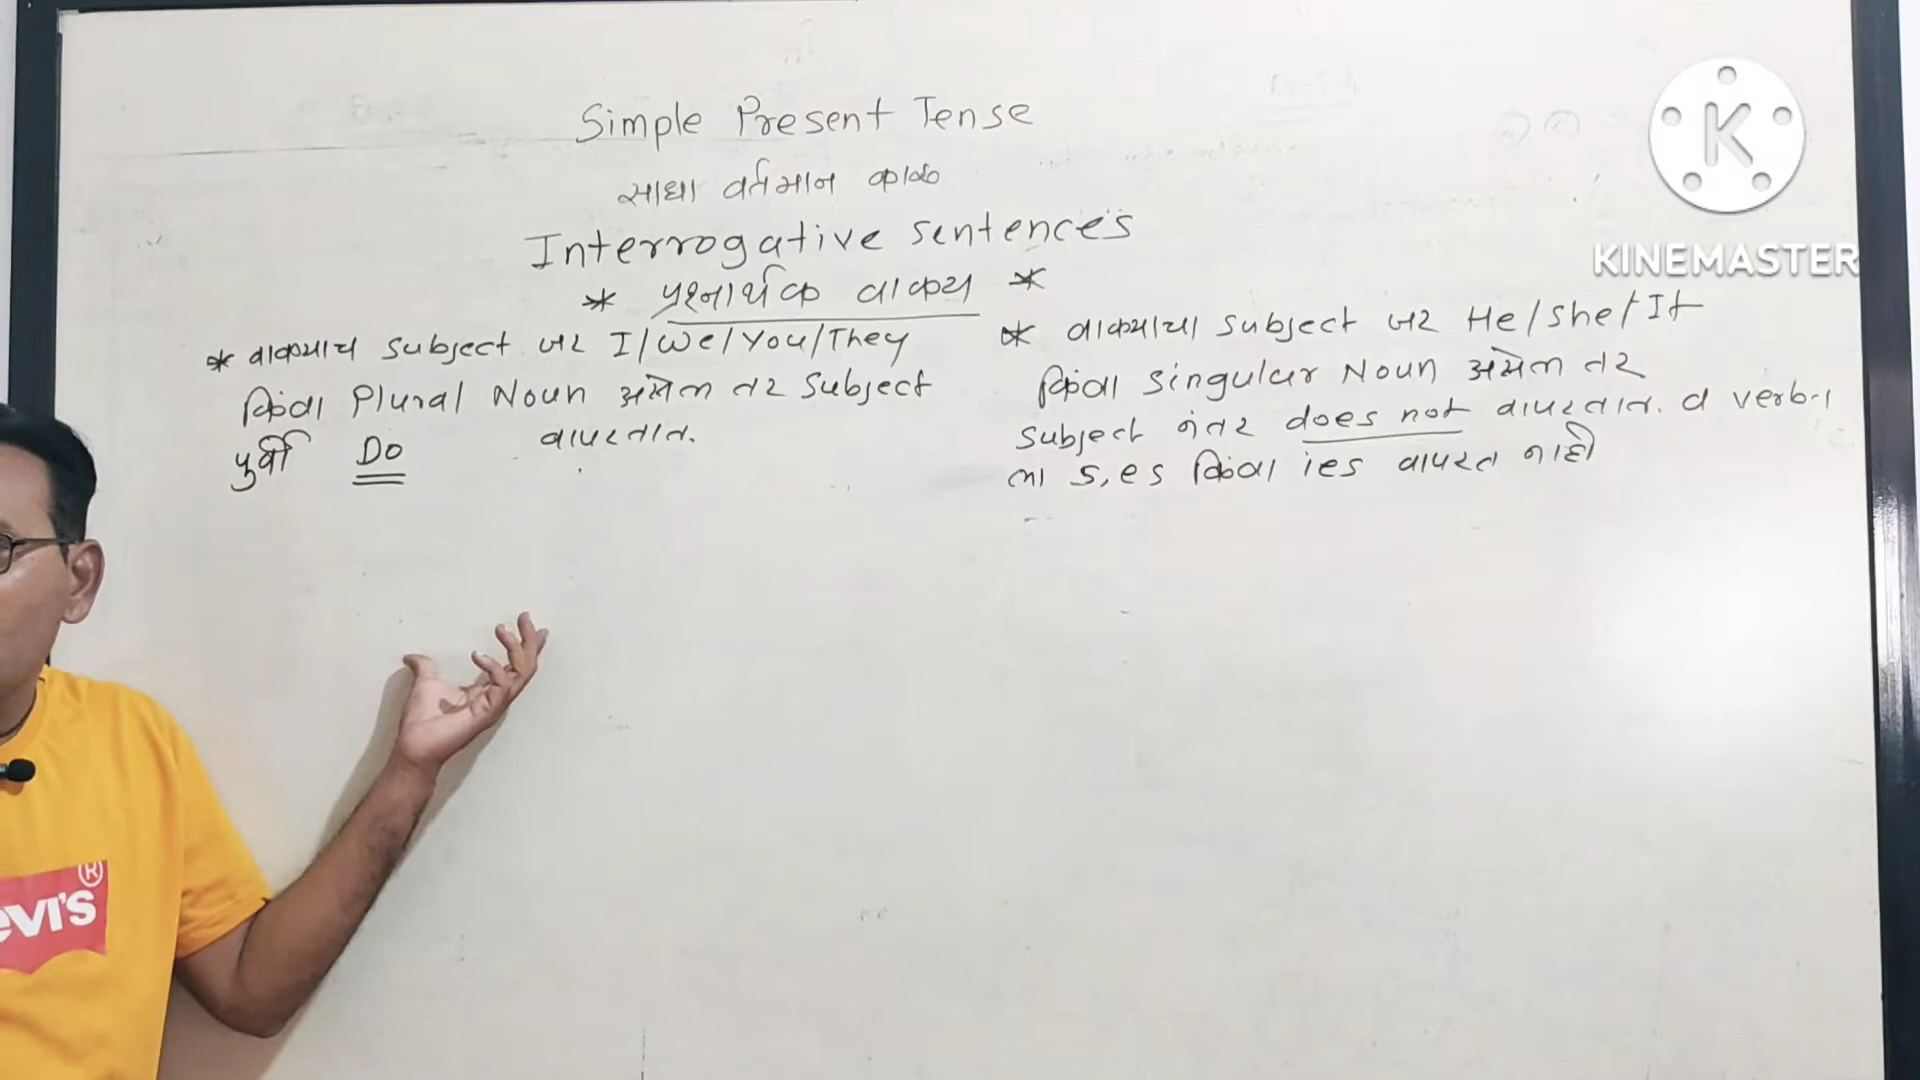 Simple Present Tense
साधा वर्तमान काळ
Interrogative sentences
* प्रश्नार्थक वाक्य *
* वाक्याचा subject जर I/We/You/They
किंवा Plural Noun असेल तर Subject
पुर्वी Do वापरतात.
* वाक्याचा subject जर He/She/It
किंवा singular Noun असेल तर
subject नंतर does not वापरतात. व verb-1
ला s, es किंवा ies वापरत नाही
K
KINEMASTER
evi's ®